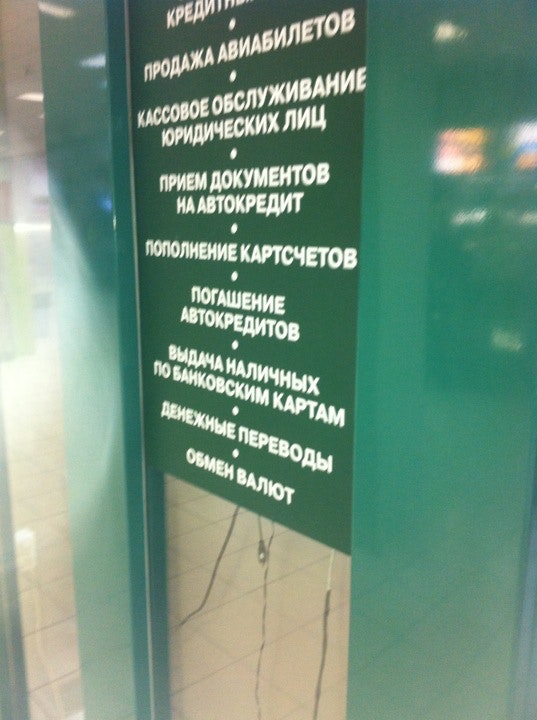 ПРОДАЖА АВИАБИЛЕТОВ
•
КАССОВОЕ ОБСЛУЖИВАНИЕ
ЮРИДИЧЕСКИХ ЛИЦ
•
ПРИЕМ ДОКУМЕНТОВ
НА АВТОКРЕДИТ
•
ПОПОЛНЕНИЕ КАРТСЧЕТОВ
•
ПОГАШЕНИЕ
АВТОКРЕДИТОВ
•
ВЫДАЧА НАЛИЧНЫХ
ПО БАНКОВСКИМ КАРТАМ
•
ДЕНЕЖНЫЕ ПЕРЕВОДЫ
•
ОБМЕН ВАЛЮТ